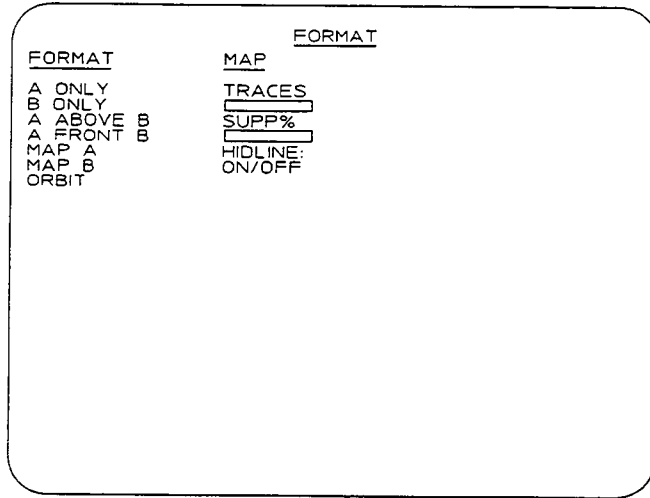 FORMAT
FORMAT
A ONLY
B ONLY
A ABOVE B
A FRONT B
MAP A
MAP B
ORBIT
MAP
TRACES
SUPP%
HIDLINE:
ON/OFF